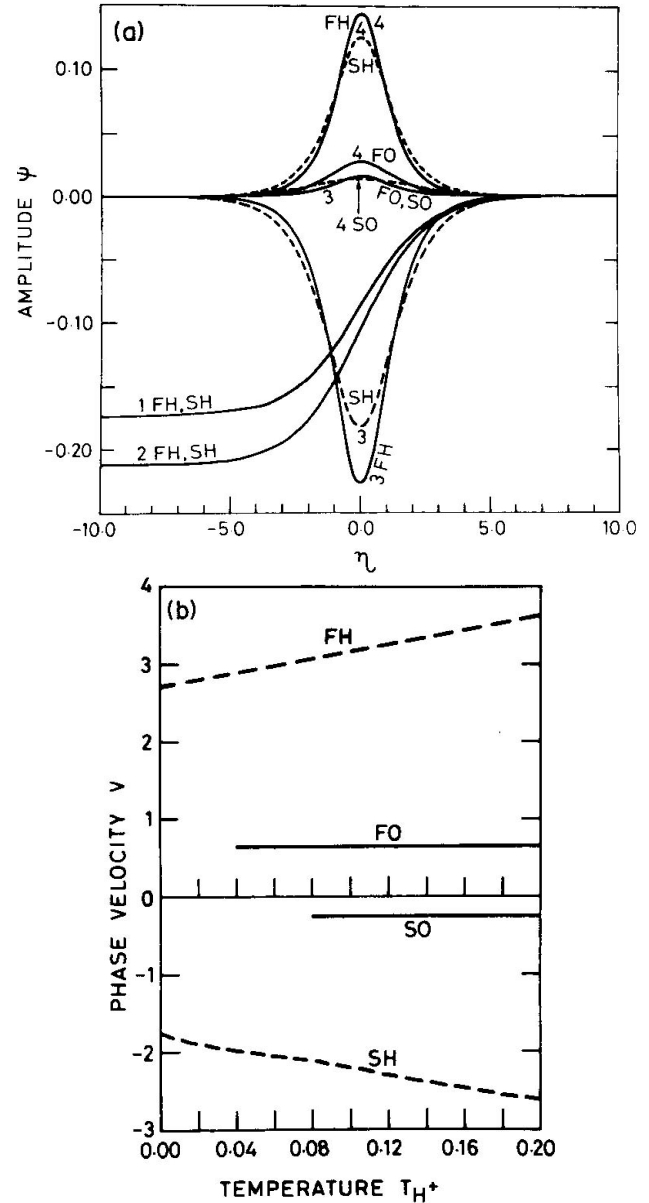 (a)
FH 4 4
SH
0.10
4 FO
0.00
3 FO,SO
4 SO
AMPLITUDE ψ
-0.10
1 FH,SH
SH
3
-0.20
2 FH,SH
3 FH
-10.0 -5.0 0.0 5.0 10.0
η
(b)
4
FH
3
2
1
FO
0
SO
-1
-2
SH
-3
PHASE VELOCITY V
0.00 0.04 0.08 0.12 0.16 0.20
TEMPERATURE TH+